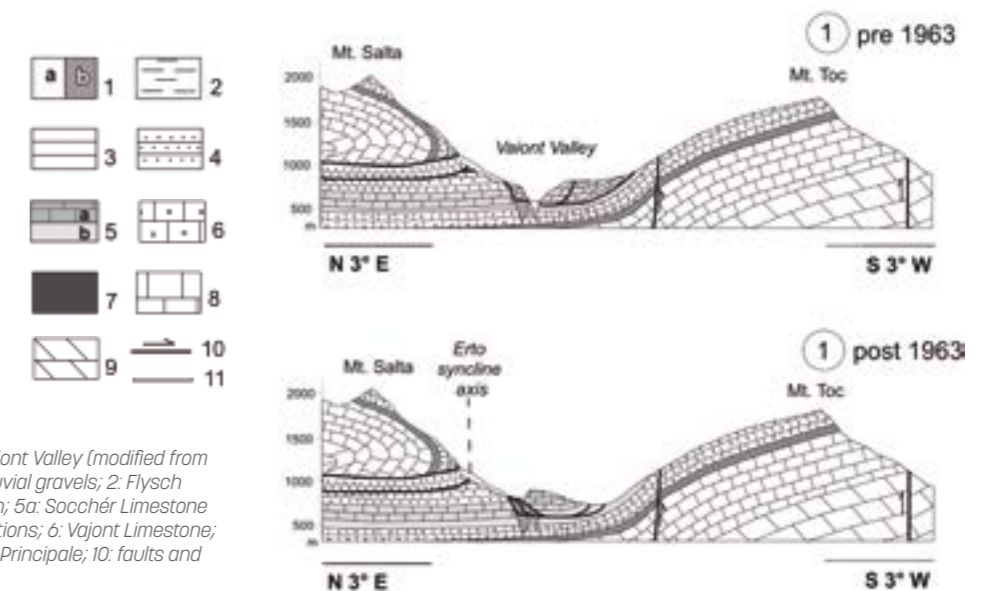 1 pre 1963
Mt. Salta
Mt. Toc
2000
1500
1000
500
m
Vaiont Valley
N 3° E
S 3° W
a b 1
2
3
4
a b 5
6
7
8
9
10
11
1 post 1963
Mt. Salta
Erto
syncline
axis
Mt. Toc
2000
1500
1000
500
m
N 3° E
S 3° W
ont Valley (modified from
vial gravels; 2: Flysch
; 5a: Socchér Limestone
tions; 6: Vajont Limestone;
Principale; 10: faults and